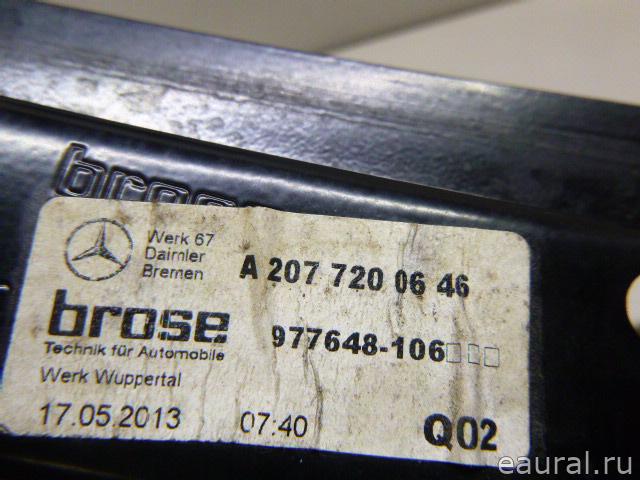 brose
Werk 67
Daimler
Bremen
A 207 720 06 46
brose
977648-106□□□
Technik für Automobile
Werk Wuppertal
17.05.2013 07:40 Q02
eaural.ru